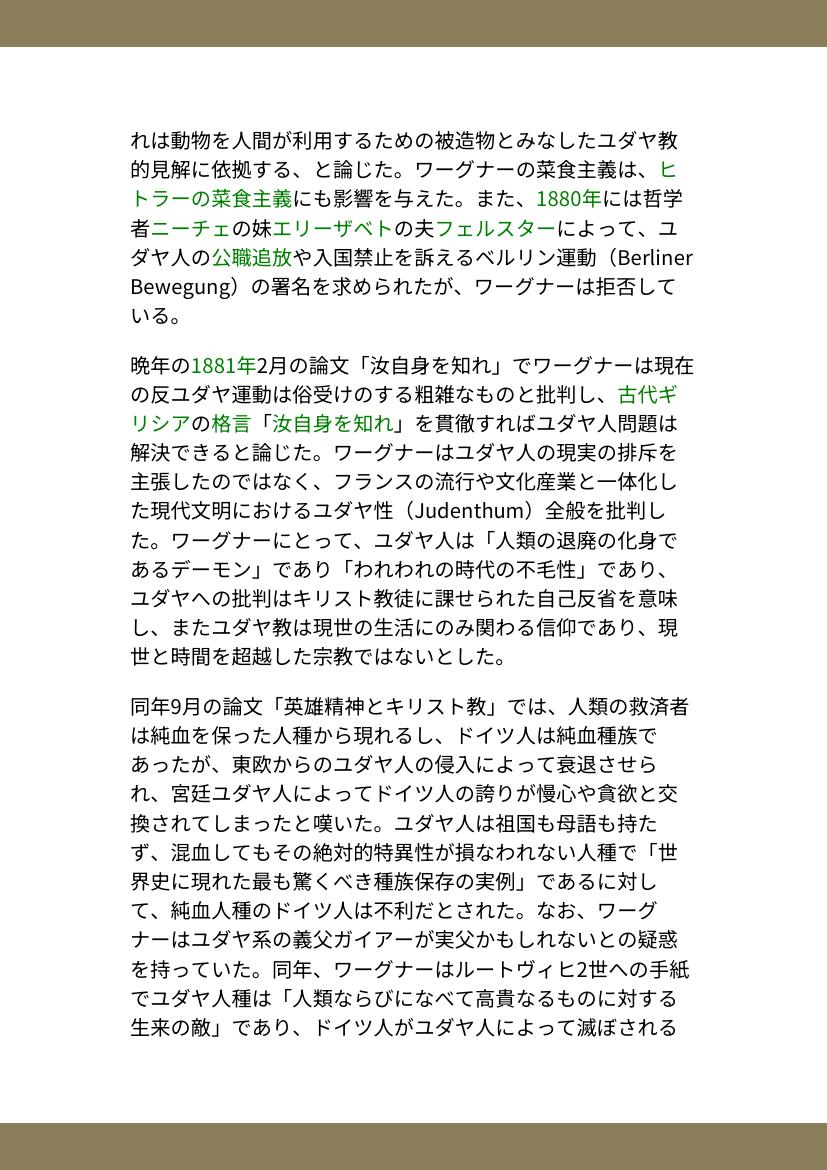 れは動物を人間が利用するための被造物とみなしたユダヤ教
的見解に依拠する、と論じた。ワーグナーの菜食主義は、ヒ
トラーの菜食主義にも影響を与えた。また、1880年には哲学
者ニーチェの妹エリーザベトの夫フェルスターによって、ユ
ダヤ人の公職追放や入国禁止を訴えるベルリン運動（Berliner
Bewegung）の署名を求められたが、ワーグナーは拒否して
いる。
晩年の1881年2月の論文「汝自身を知れ」でワーグナーは現在
の反ユダヤ運動は俗受けのする粗雑なものと批判し、古代ギ
リシアの格言「汝自身を知れ」を貫徹すればユダヤ人問題は
解決できると論じた。ワーグナーはユダヤ人の現実の排斥を
主張したのではなく、フランスの流行や文化産業と一体化し
た現代文明におけるユダヤ性（Judenthum）全般を批判し
た。ワーグナーにとって、ユダヤ人は「人類の退廃の化身で
あるデーモン」であり「われわれの時代の不毛性」であり、
ユダヤへの批判はキリスト教徒に課せられた自己反省を意味
し、またユダヤ教は現世の生活にのみ関わる信仰であり、現
世と時間を超越した宗教ではないとした。
同年9月の論文「英雄精神とキリスト教」では、人類の救済者
は純血を保った人種から現れるし、ドイツ人は純血種族で
あったが、東欧からのユダヤ人の侵入によって衰退させら
れ、宮廷ユダヤ人によってドイツ人の誇りが慢心や貪欲と交
換されてしまったと嘆いた。ユダヤ人は祖国も母語も持た
ず、混血してもその絶対的特異性が損なわれない人種で「世
界史に現れた最も驚くべき種族保存の実例」であるに対し
て、純血人種のドイツ人は不利だとされた。なお、ワーグ
ナーはユダヤ系の義父ガイアーが実父かもしれないとの疑惑
を持っていた。同年、ワーグナーはルートヴィヒ2世への手紙
でユダヤ人種は「人類ならびになべて高貴なるものに対する
生来の敵」であり、ドイツ人がユダヤ人によって滅ぼされる